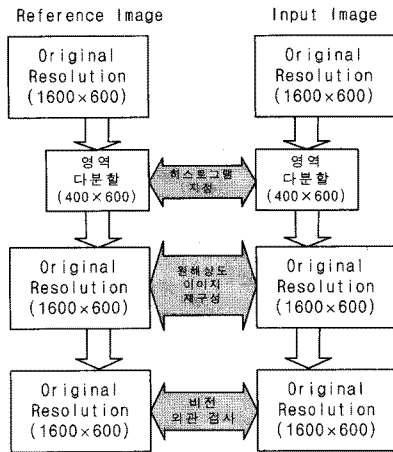 Reference Image
Input Image
Original
Resolution
(1600×600)
Original
Resolution
(1600×600)
영역
다분할
(400×600)
히스토그램
지정
영역
다분할
(400×600)
Original
Resolution
(1600×600)
원해상도
이미지
재구성
Original
Resolution
(1600×600)
Original
Resolution
(1600×600)
비전
외관 검사
Original
Resolution
(1600×600)